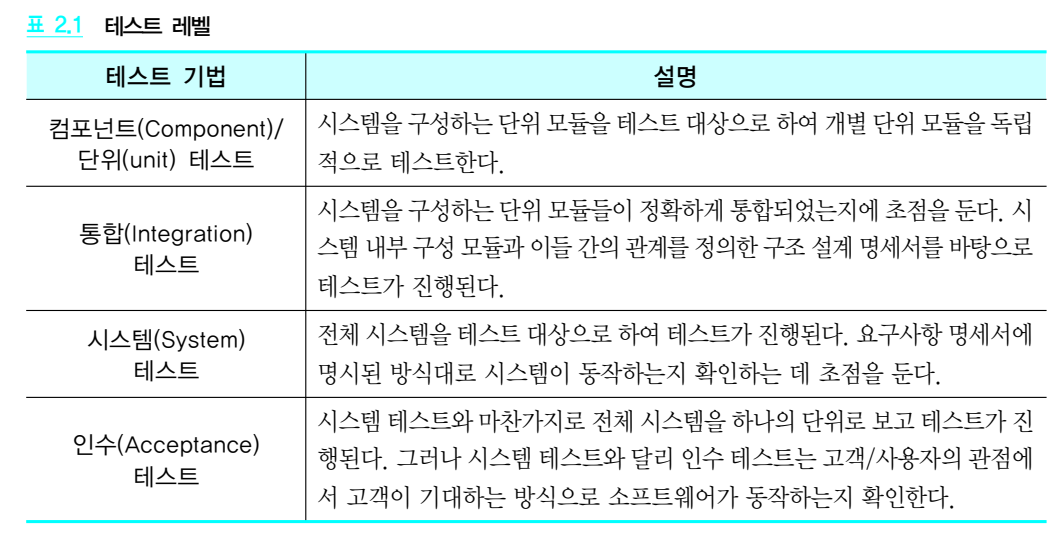 표 2.1 테스트 레벨
테스트 기법
설명
컴포넌트(Component)/
단위(unit) 테스트
시스템을 구성하는 단위 모듈을 테스트 대상으로 하여 개별 단위 모듈을 독립
적으로 테스트한다.
통합(Integration)
테스트
시스템을 구성하는 단위 모듈들이 정확하게 통합되었는지에 초점을 둔다. 시
스템 내부 구성 모듈과 이들 간의 관계를 정의한 구조 설계 명세서를 바탕으로
테스트가 진행된다.
시스템(System)
테스트
전체 시스템을 테스트 대상으로 하여 테스트가 진행된다. 요구사항 명세서에
명시된 방식대로 시스템이 동작하는지 확인하는 데 초점을 둔다.
인수(Acceptance)
테스트
시스템 테스트와 마찬가지로 전체 시스템을 하나의 단위로 보고 테스트가 진
행된다. 그러나 시스템 테스트와 달리 인수 테스트는 고객/사용자의 관점에
서 고객이 기대하는 방식으로 소프트웨어가 동작하는지 확인한다.